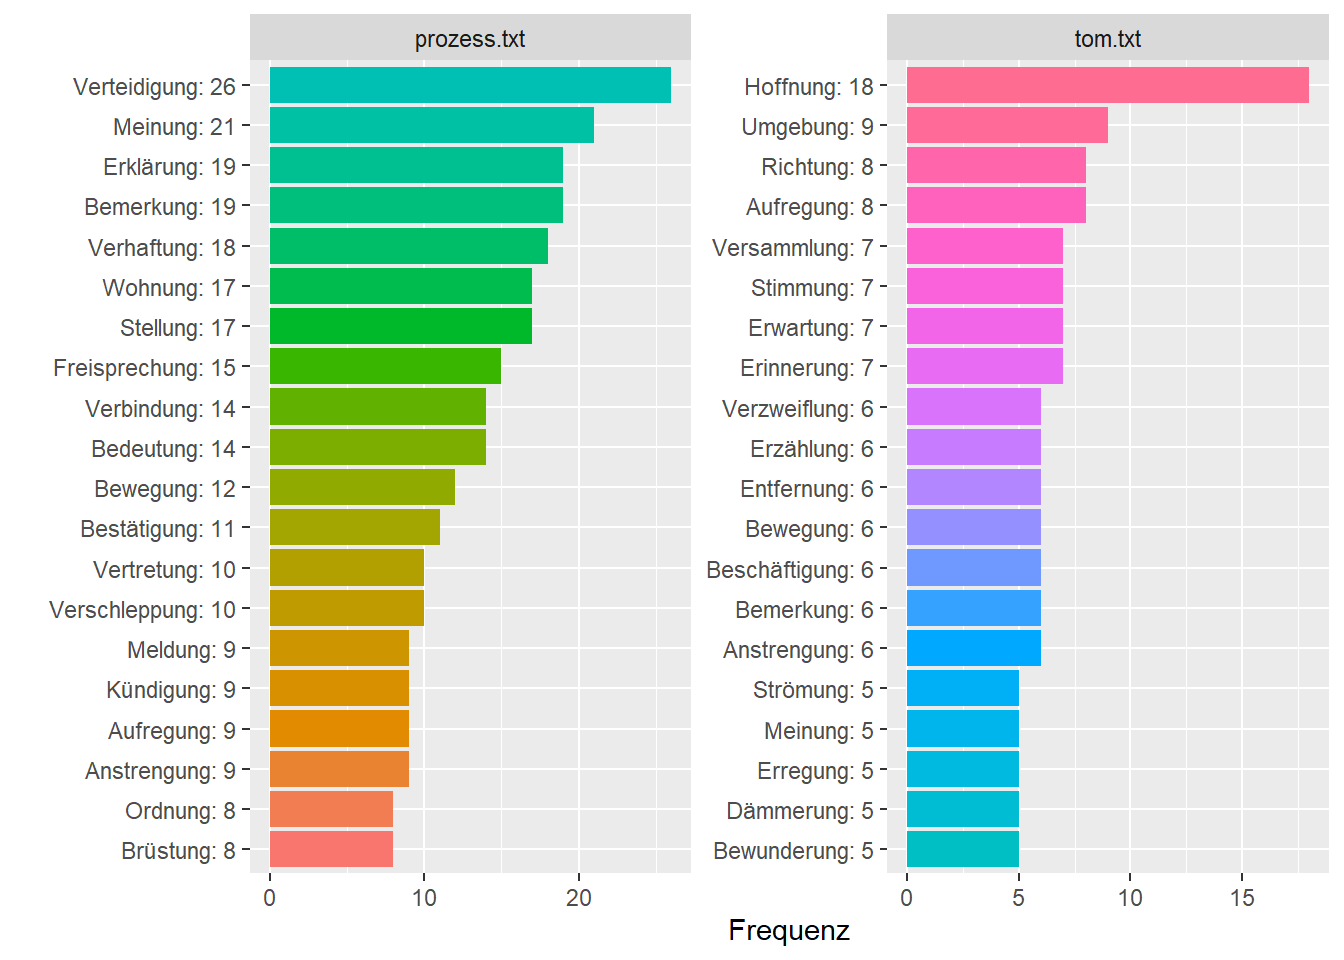 prozess.txt
Verteidigung: 26
Meinung: 21
Erklärung: 19
Bemerkung: 19
Verhaftung: 18
Wohnung: 17
Stellung: 17
Freisprechung: 15
Verbindung: 14
Bedeutung: 14
Bewegung: 12
Bestätigung: 11
Vertretung: 10
Verschleppung: 10
Meldung: 9
Kündigung: 9
Aufregung: 9
Anstrengung: 9
Ordnung: 8
Brüstung: 8
0 10 20
tom.txt
Hoffnung: 18
Umgebung: 9
Richtung: 8
Aufregung: 8
Versammlung: 7
Stimmung: 7
Erwartung: 7
Erinnerung: 7
Verzweiflung: 6
Erzählung: 6
Entfernung: 6
Bewegung: 6
Beschäftigung: 6
Bemerkung: 6
Anstrengung: 6
Strömung: 5
Meinung: 5
Erregung: 5
Dämmerung: 5
Bewunderung: 5
0 5 10 15
Frequenz